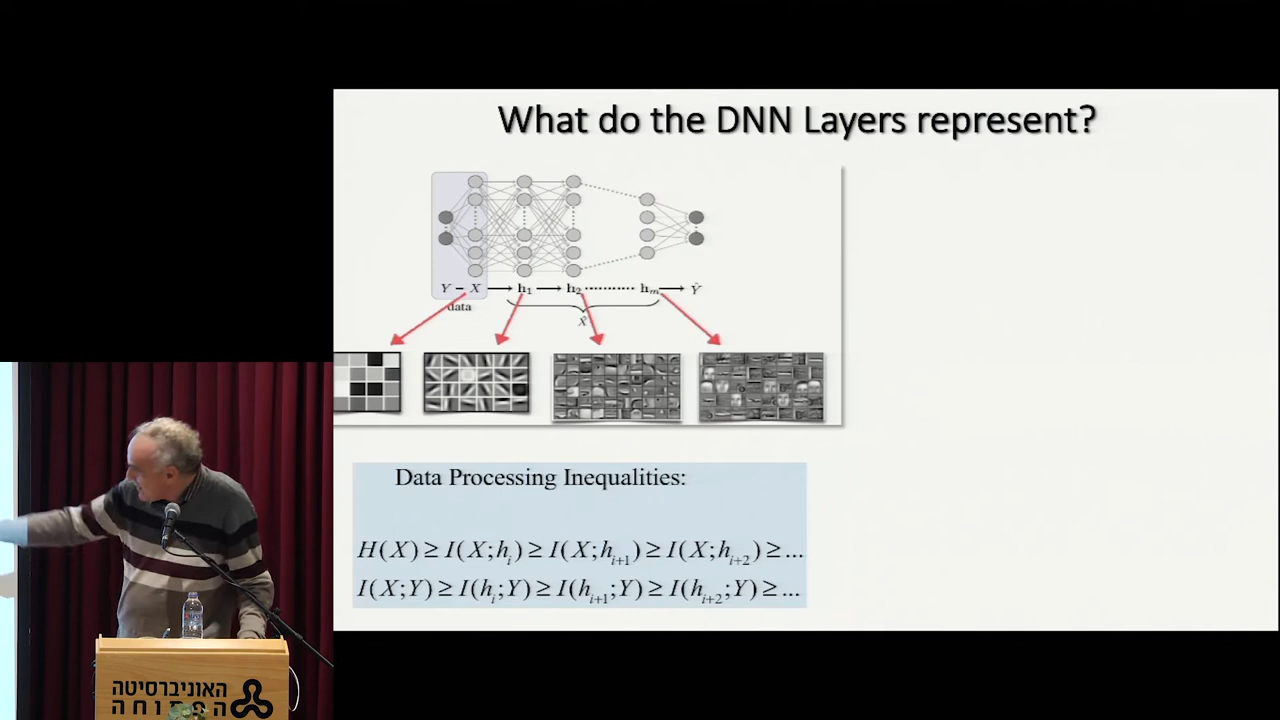 What do the DNN Layers represent?
Y – X → h₁ → h₂ ........... hₘ → Ŷ
data
X̂
Data Processing Inequalities:
H(X) ≥ I(X;hᵢ) ≥ I(X;hᵢ₊₁) ≥ I(X;hᵢ₊₂) ≥ ...
I(X;Y) ≥ I(hᵢ;Y) ≥ I(hᵢ₊₁;Y) ≥ I(hᵢ₊₂;Y) ≥ ...
האוניברסיטה
הפתוחה